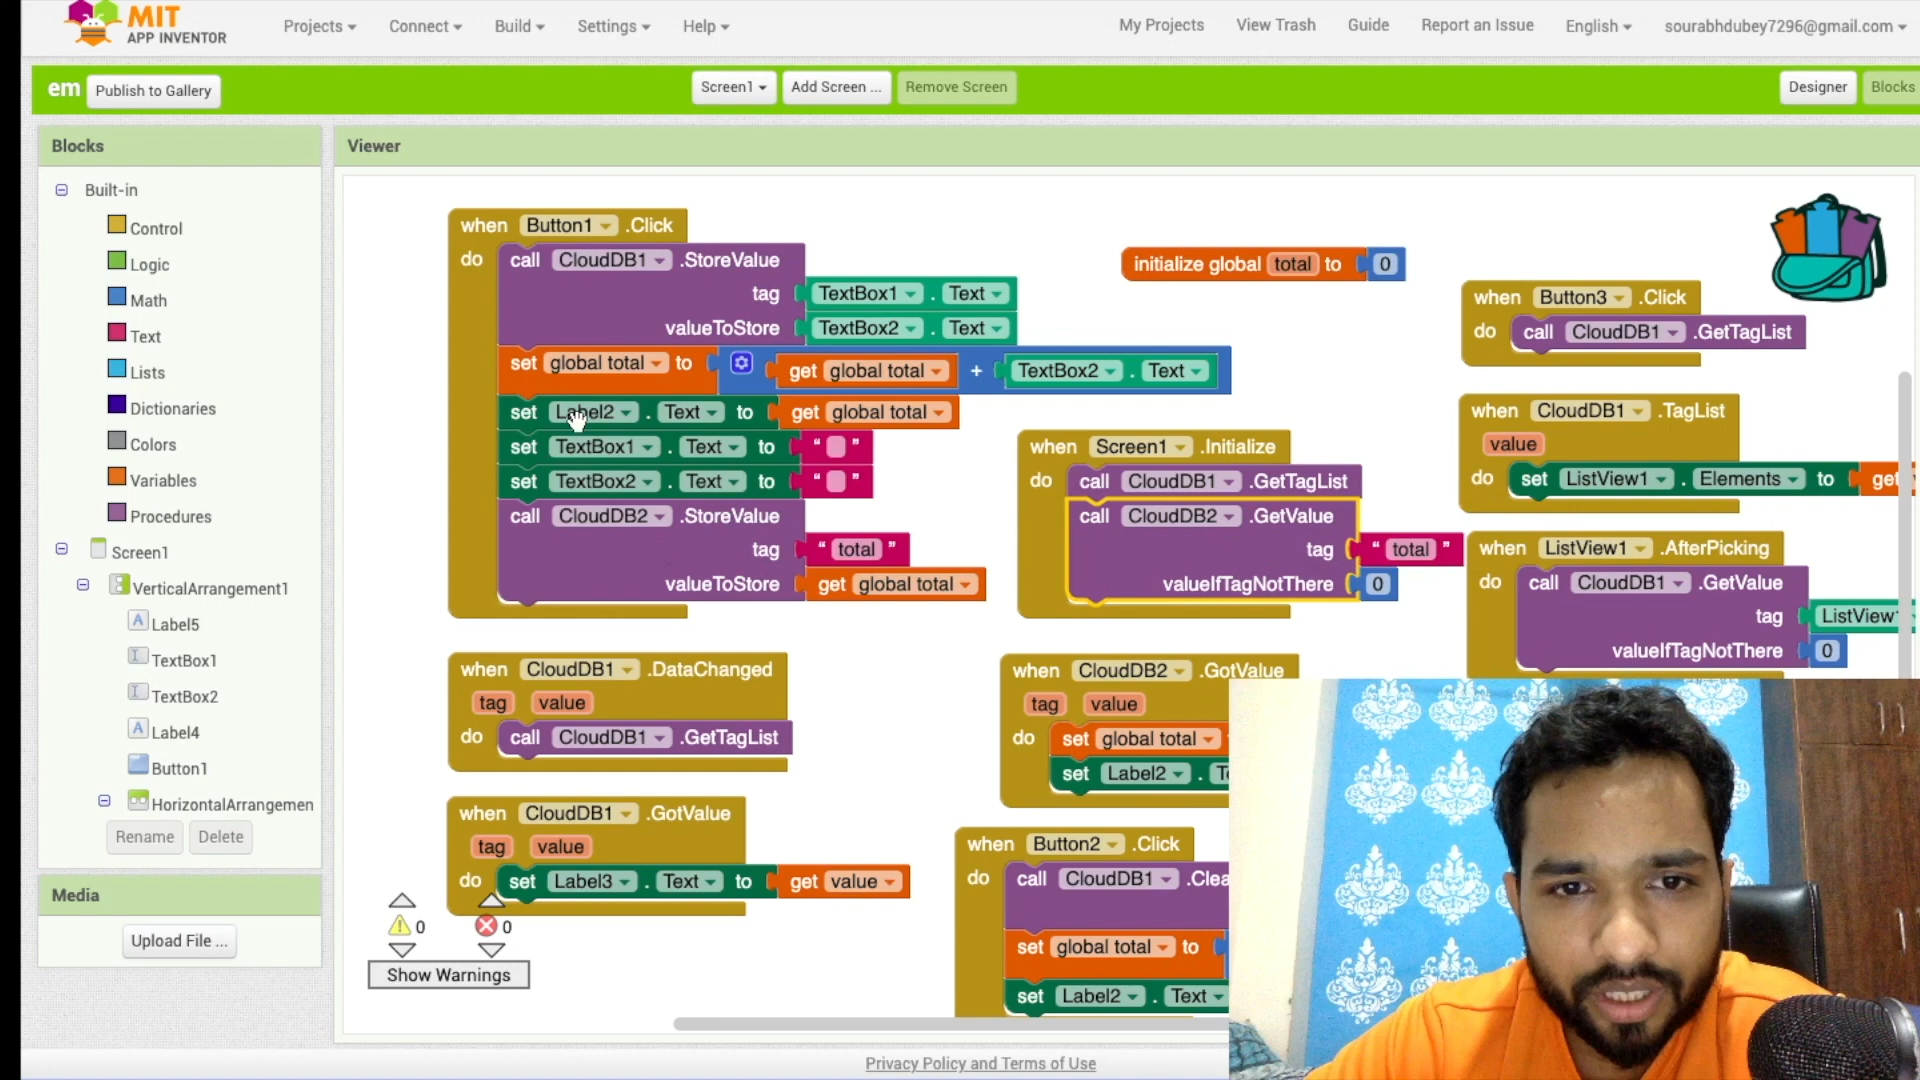 MIT
APP INVENTOR
Projects
Connect
Build
Settings
Help
My Projects
View Trash
Guide
Report an Issue
English
sourabhdubey7296@gmail.com
em
Publish to Gallery
Screen1
Add Screen ...
Remove Screen
Designer
Blocks
Blocks
Viewer
Built-in
Control
Logic
Math
Text
Lists
Dictionaries
Colors
Variables
Procedures
Screen1
VerticalArrangement1
Label5
TextBox1
TextBox2
Label4
Button1
HorizontalArrangemen
Rename
Delete
Media
Upload File ...
when Button1 .Click
do call CloudDB1 .StoreValue
tag TextBox1 . Text
valueToStore TextBox2 . Text
set global total to get global total + TextBox2 . Text
set Label2 . Text to get global total
set TextBox1 . Text to “ ”
set TextBox2 . Text to “ ”
call CloudDB2 .StoreValue
tag “ total ”
valueToStore get global total
initialize global total to 0
when Screen1 .Initialize
do call CloudDB1 .GetTagList
call CloudDB2 .GetValue
tag “ total ”
valueIfTagNotThere 0
when Button3 .Click
do call CloudDB1 .GetTagList
when CloudDB1 .TagList
value
do set ListView1 . Elements to get
when ListView1 .AfterPicking
do call CloudDB1 .GetValue
tag ListView1
valueIfTagNotThere 0
when CloudDB1 .DataChanged
tag value
do call CloudDB1 .GetTagList
when CloudDB1 .GotValue
tag value
do set Label3 . Text to get value
when CloudDB2 .GotValue
tag value
do set global total
set Label2 .
when Button2 .Click
do call CloudDB1 .Clea
set global total to
set Label2 . Text
0
0
Show Warnings
Privacy Policy and Terms of Use